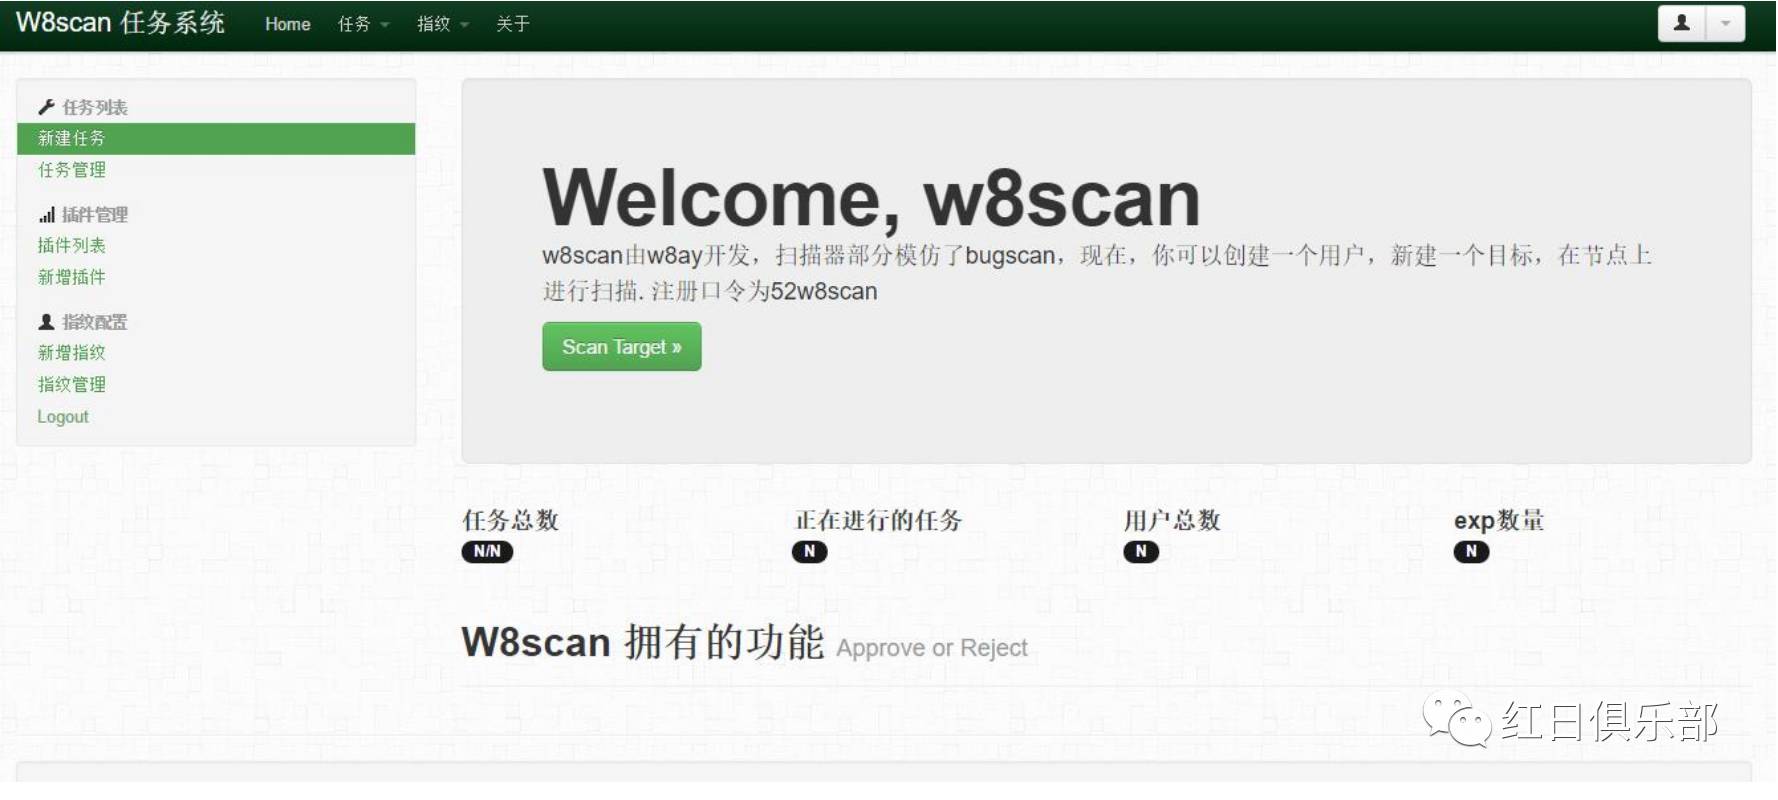 W8scan 任务系统 Home 任务 指纹 关于
任务列表
新建任务
任务管理
插件管理
插件列表
新增插件
指纹配置
新增指纹
指纹管理
Logout
Welcome, w8scan
w8scan由w8ay开发，扫描器部分模仿了bugscan，现在，你可以创建一个用户，新建一个目标，在节点上
进行扫描. 注册口令为52w8scan
Scan Target »
任务总数 正在进行的任务 用户总数 exp数量
N/N N N N
W8scan 拥有的功能 Approve or Reject
红日俱乐部